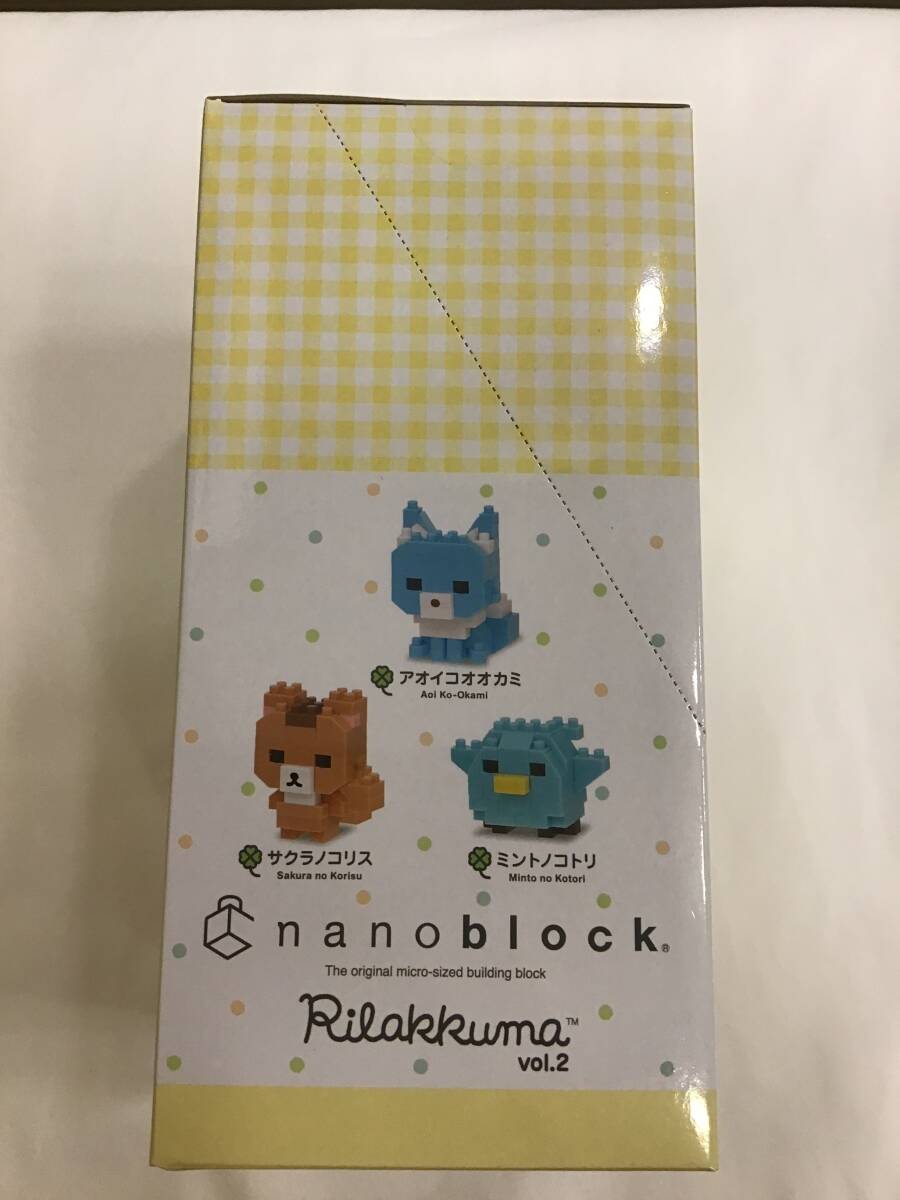 アオイコオオカミ
Aoi Ko-Okami
サクラノコリス
Sakura no Korisu
ミントノコトリ
Minto no Kotori
nanoblock®
The original micro-sized building block
Rilakkuma™
vol.2